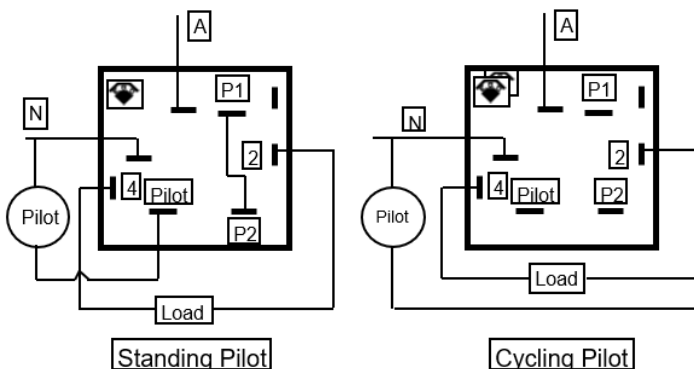 A
P1
N
2
4
Pilot
Pilot
P2
Load
Standing Pilot
A
P1
N
2
4
Pilot
Pilot
P2
Load
Cycling Pilot